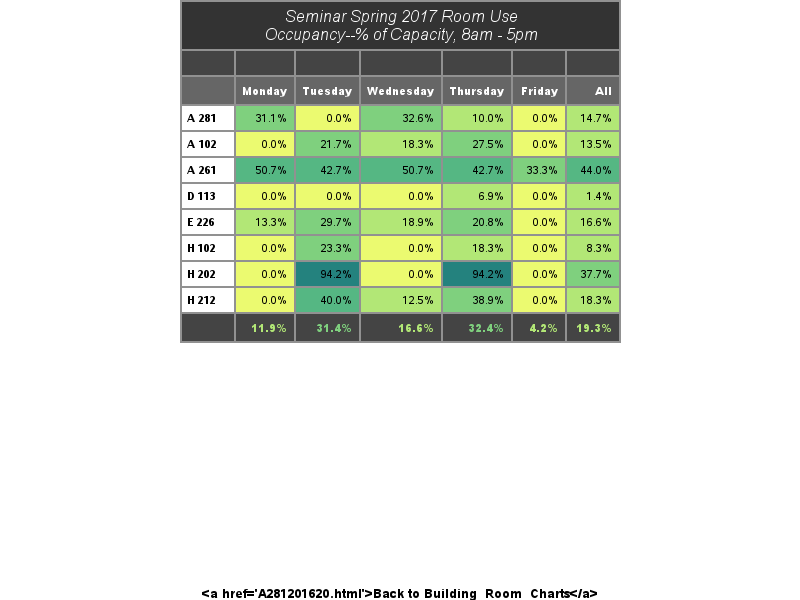 Seminar Spring 2017 Room Use
Occupancy--% of Capacity, 8am - 5pm
Monday Tuesday Wednesday Thursday Friday All
A 281 31.1% 0.0% 32.6% 10.0% 0.0% 14.7%
A 102 0.0% 21.7% 18.3% 27.5% 0.0% 13.5%
A 261 50.7% 42.7% 50.7% 42.7% 33.3% 44.0%
D 113 0.0% 0.0% 0.0% 6.9% 0.0% 1.4%
E 226 13.3% 29.7% 18.9% 20.8% 0.0% 16.6%
H 102 0.0% 23.3% 0.0% 18.3% 0.0% 8.3%
H 202 0.0% 94.2% 0.0% 94.2% 0.0% 37.7%
H 212 0.0% 40.0% 12.5% 38.9% 0.0% 18.3%
11.9% 31.4% 16.6% 32.4% 4.2% 19.3%
<a href='A281201620.html'>Back to Building_Room_Charts</a>